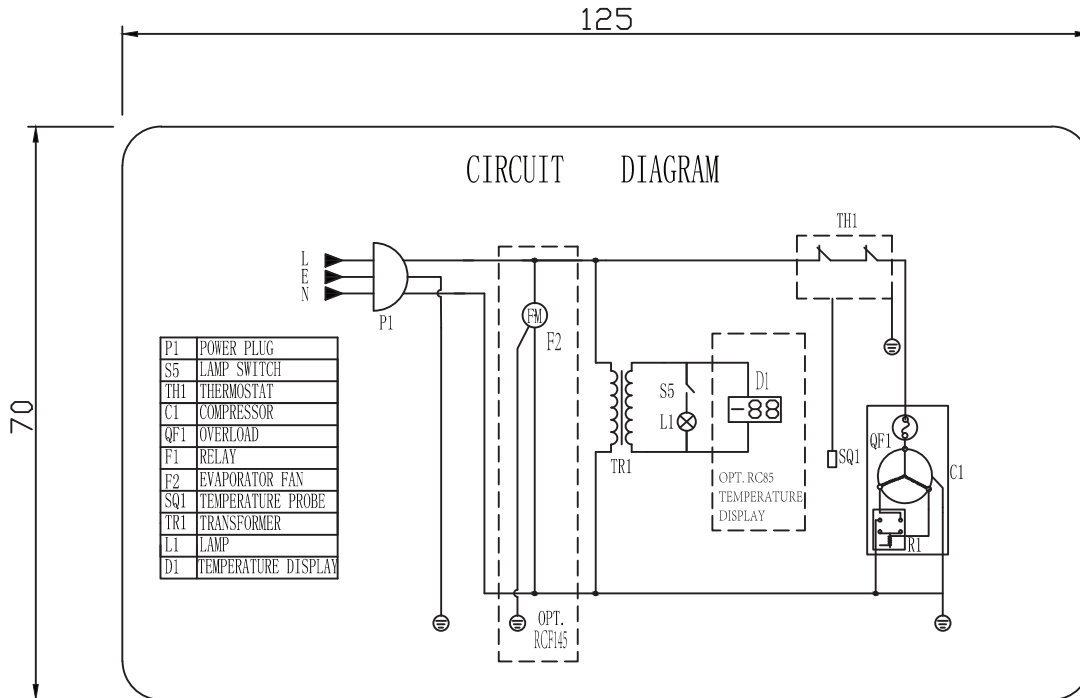 125
70
CIRCUIT DIAGRAM
TH1
L
E
N
P1
FM
F2
P1 POWER PLUG
S5 LAMP SWITCH
TH1 THERMOSTAT
C1 COMPRESSOR
QF1 OVERLOAD
F1 RELAY
F2 EVAPORATOR FAN
SQ1 TEMPERATURE PROBE
TR1 TRANSFORMER
L1 LAMP
D1 TEMPERATURE DISPLAY
S5
D1
-88
L1
TR1
OPT. RC85
TEMPERATURE
DISPLAY
SQ1
QF1
C1
R1
OPT.
RCF145